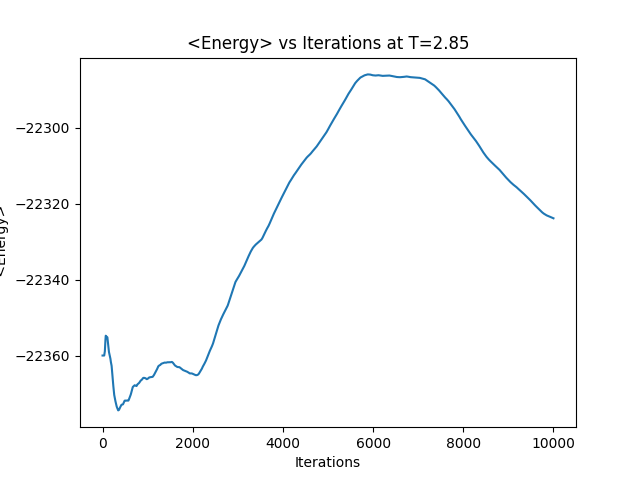 <Energy> vs Iterations at T=2.85
−22300
−22320
−22340
−22360
<Energy>
0 2000 4000 6000 8000 10000
Iterations